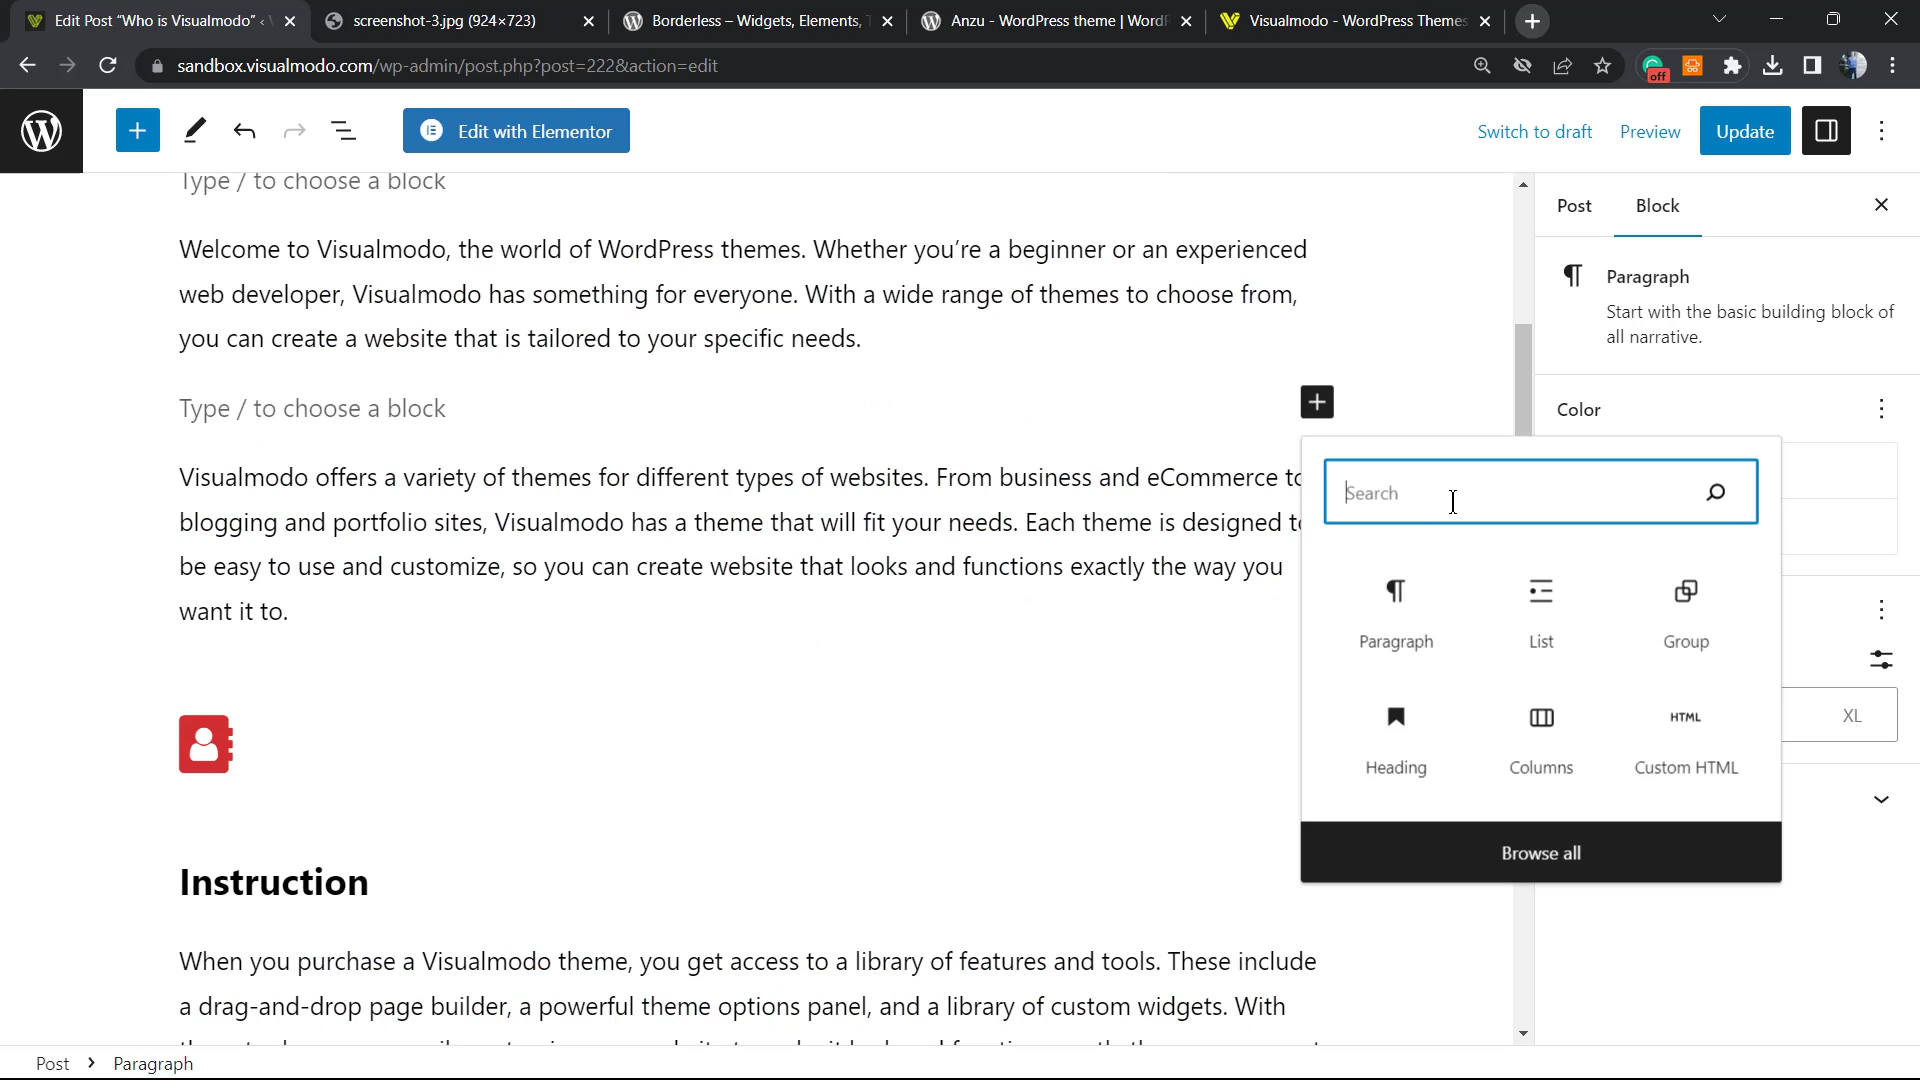 Edit Post “Who is Visualmodo” ‹
screenshot-3.jpg (924×723)
Borderless – Widgets, Elements,
Anzu - WordPress theme | Word
Visualmodo - WordPress Themes
sandbox.visualmodo.com/wp-admin/post.php?post=222&action=edit
off
Edit with Elementor
Switch to draft
Preview
Update
Type / to choose a block
Post
Block
Welcome to Visualmodo, the world of WordPress themes. Whether you’re a beginner or an experienced
web developer, Visualmodo has something for everyone. With a wide range of themes to choose from,
you can create a website that is tailored to your specific needs.
Paragraph
Start with the basic building block of
all narrative.
Type / to choose a block
Color
Visualmodo offers a variety of themes for different types of websites. From business and eCommerce to
blogging and portfolio sites, Visualmodo has a theme that will fit your needs. Each theme is designed
be easy to use and customize, so you can create website that looks and functions exactly the way you
want it to.
Search
Paragraph
List
Group
Heading
Columns
HTML
Custom HTML
Browse all
XL
Instruction
When you purchase a Visualmodo theme, you get access to a library of features and tools. These include
a drag-and-drop page builder, a powerful theme options panel, and a library of custom widgets. With
Post
Paragraph